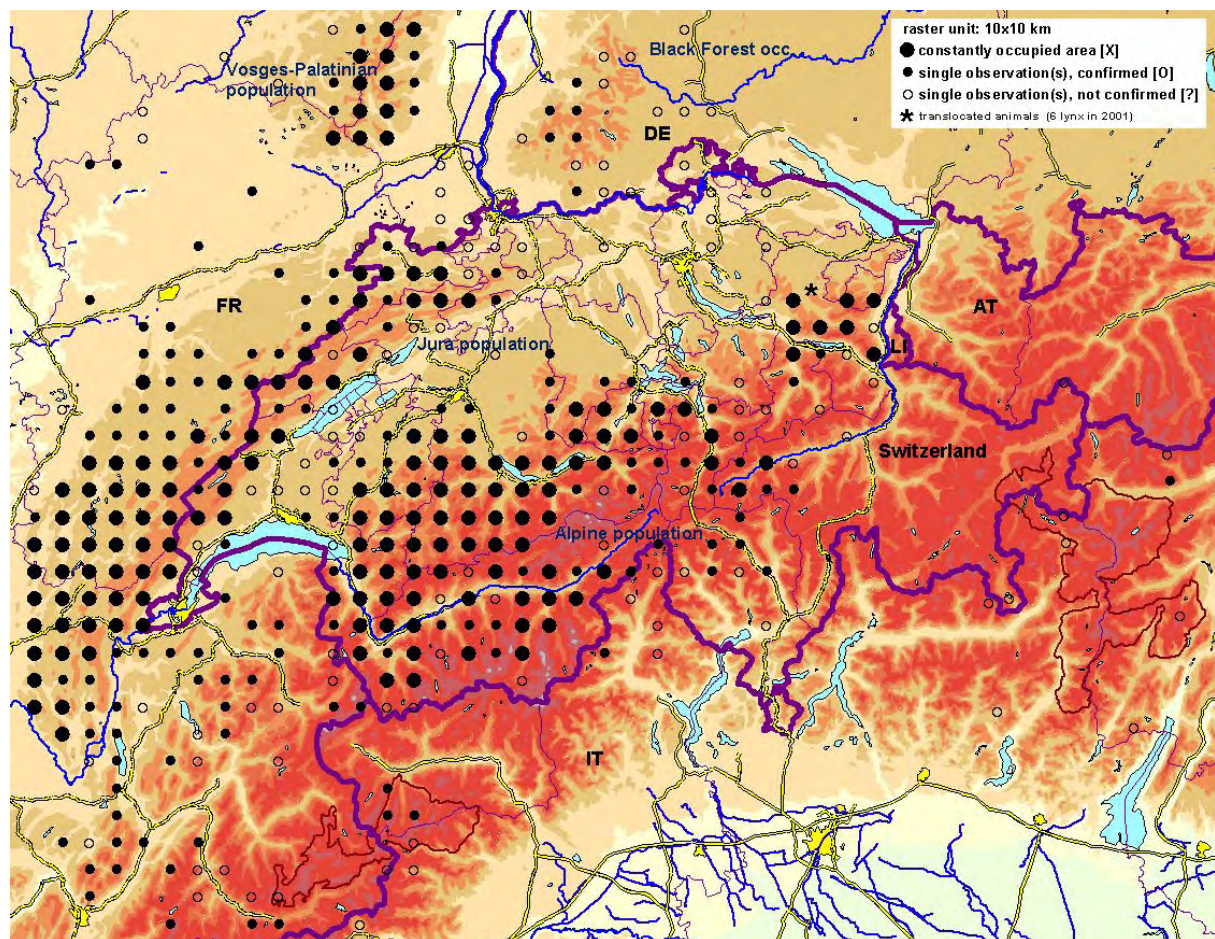 raster unit: 10x10 km
constantly occupied area [X]
single observation(s), confirmed [O]
single observation(s), not confirmed [?]
* translocated animals (6 lynx in 2001)
Black Forest occ
Vosges-Palatinian
population
DE
*
FR
AT
Jura population
LI
Switzerland
Alpine population
IT